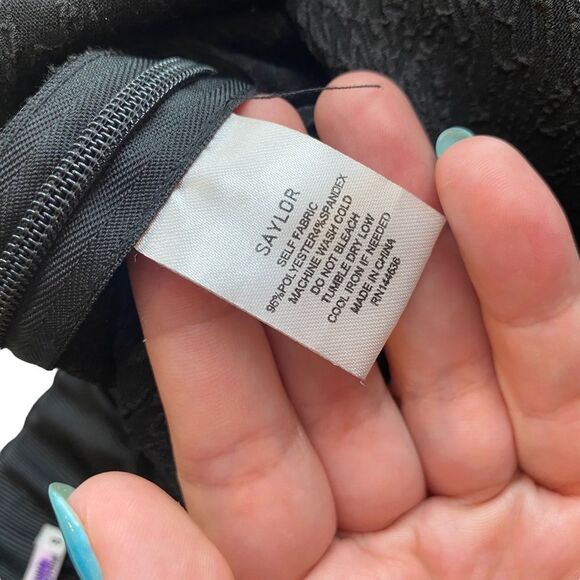 SAYLOR
SELF FABRIC
96%POLYESTER4%SPANDEX
MACHINE WASH COLD
DO NOT BLEACH
TUMBLE DRY LOW
COOL IRON IF NEEDED
MADE IN CHINA
RN144636